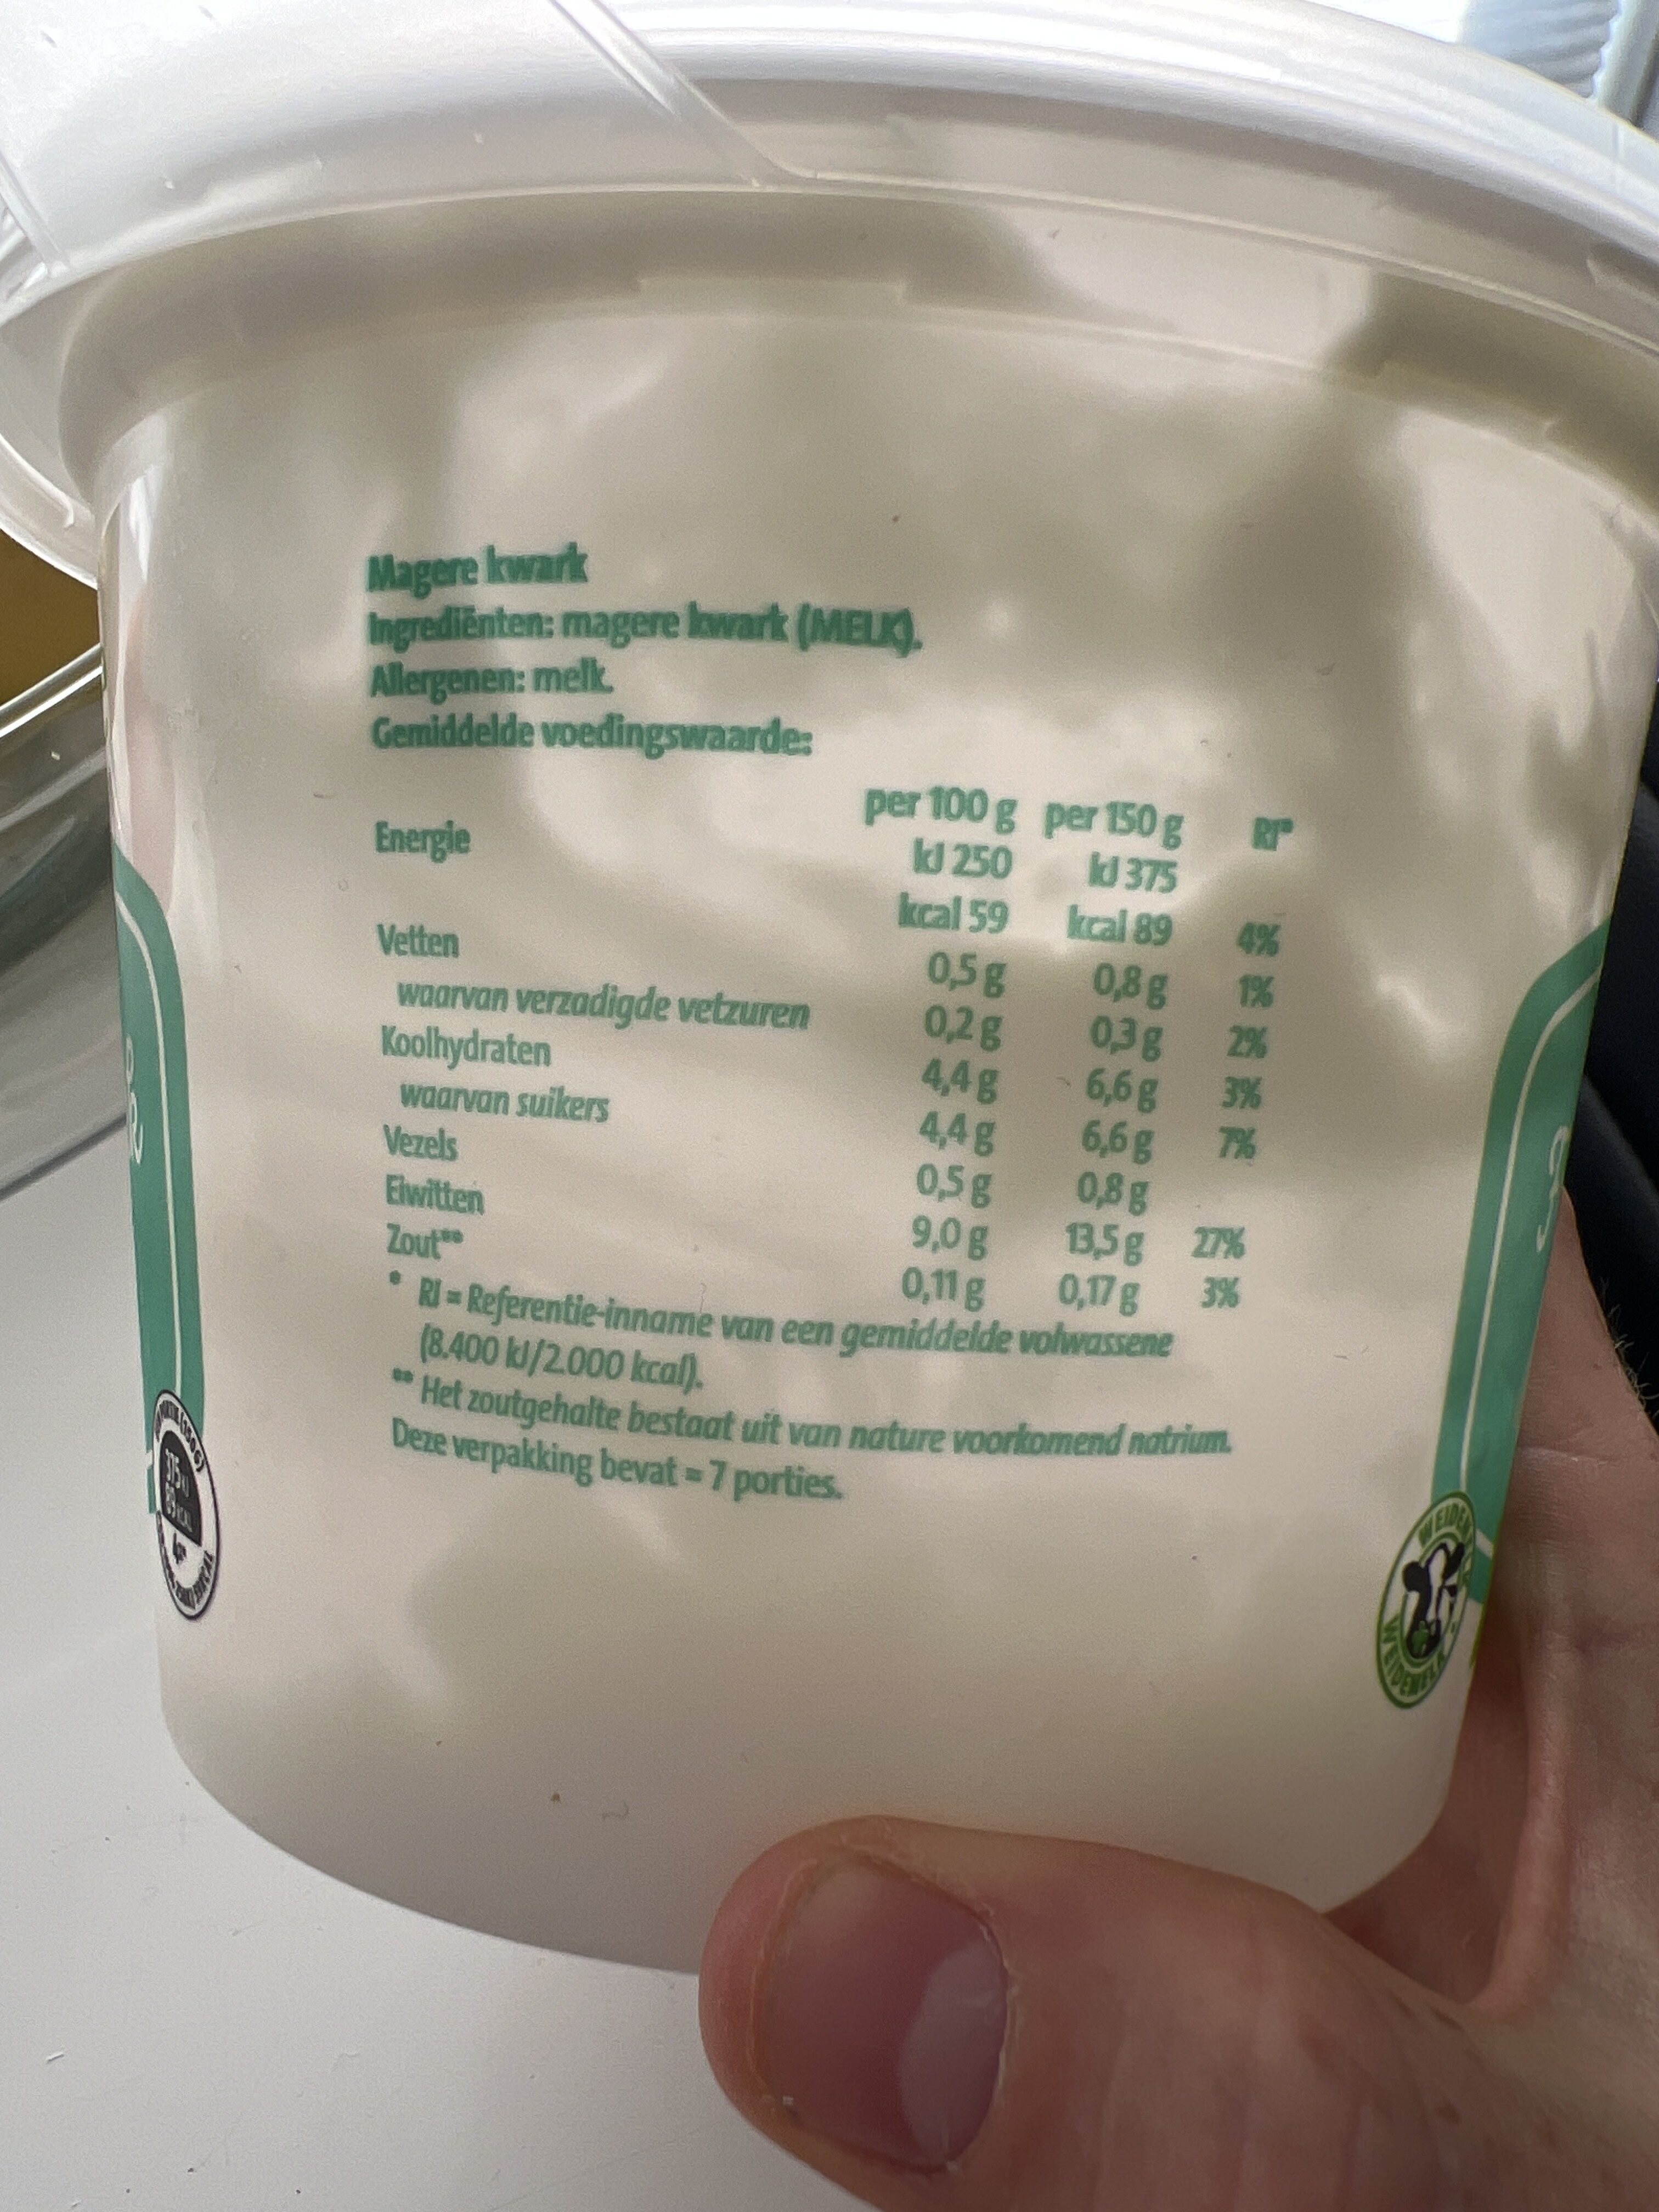 Magere kwark
Ingrediënten: magere kwark (MELK).
Allergenen: melk.
Gemiddelde voedingswaarde:
per 100 g per 150 g RI*
Energie kJ 250 kJ 375
kcal 59 kcal 89 4%
Vetten 0,5 g 0,8 g 1%
waarvan verzadigde vetzuren 0,2 g 0,3 g 2%
Koolhydraten 4,4 g 6,6 g 3%
waarvan suikers 4,4 g 6,6 g 7%
Vezels 0,5 g 0,8 g
Eiwitten 9,0 g 13,5 g 27%
Zout** 0,11 g 0,17 g 3%
* RI = Referentie-inname van een gemiddelde volwassene
(8.400 kJ/2.000 kcal).
** Het zoutgehalte bestaat uit van nature voorkomend natrium.
Deze verpakking bevat = 7 porties.
375 KJ
89 KCAL
WEIDEMELK